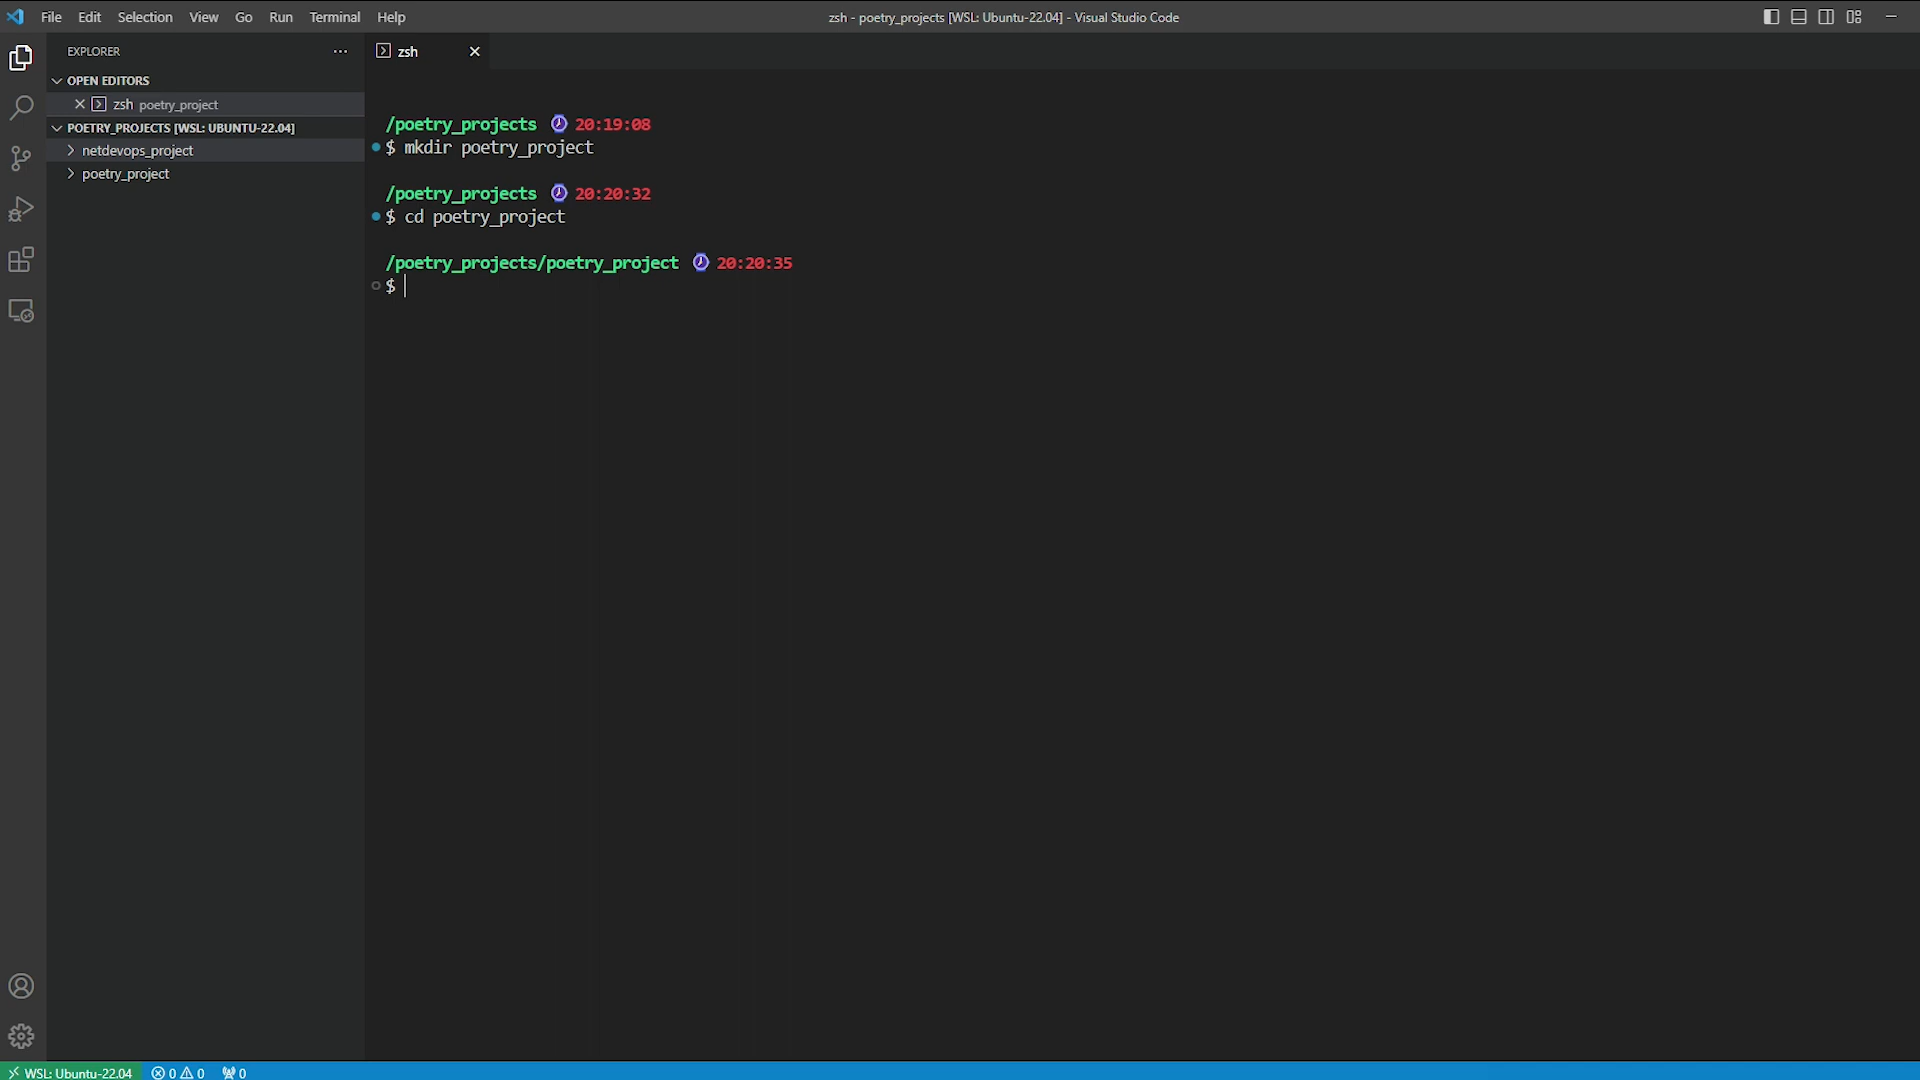 File Edit Selection View Go Run Terminal Help
zsh - poetry_projects [WSL: Ubuntu-22.04] - Visual Studio Code
EXPLORER
OPEN EDITORS
zsh poetry_project
POETRY_PROJECTS [WSL: UBUNTU-22.04]
netdevops_project
poetry_project
zsh
/poetry_projects 20:19:08
$ mkdir poetry_project
/poetry_projects 20:20:32
$ cd poetry_project
/poetry_projects/poetry_project 20:20:35
$
WSL: Ubuntu-22.04 0 0 0